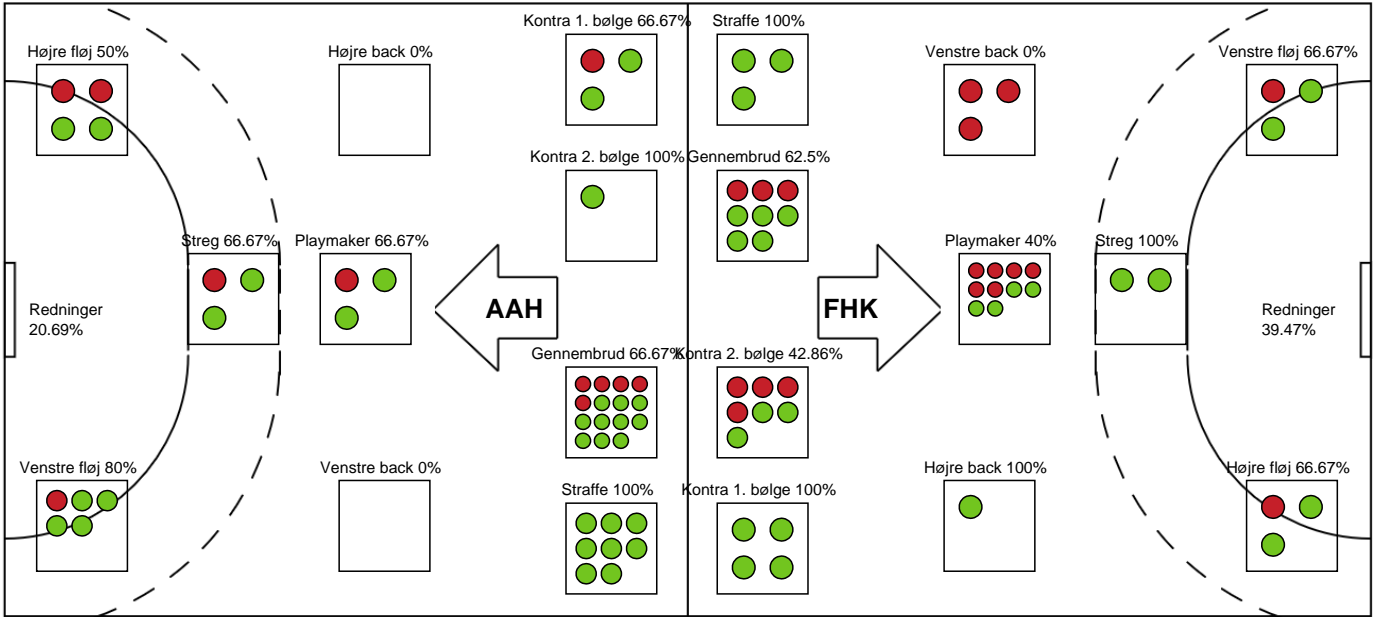 Kontra 1. bølge 66.67%
Straffe 100%
Højre fløj 50%
Højre back 0%
Venstre back 0%
Venstre fløj 66.67%
Kontra 2. bølge 100%
Gennembrud 62.5%
Streg 66.67%
Playmaker 66.67%
Playmaker 40%
Streg 100%
Redninger
20.69%
AAH
FHK
Redninger
39.47%
Gennembrud 66.67%
Kontra 2. bølge 42.86%
Venstre fløj 80%
Venstre back 0%
Straffe 100%
Kontra 1. bølge 100%
Højre back 100%
Højre fløj 66.67%